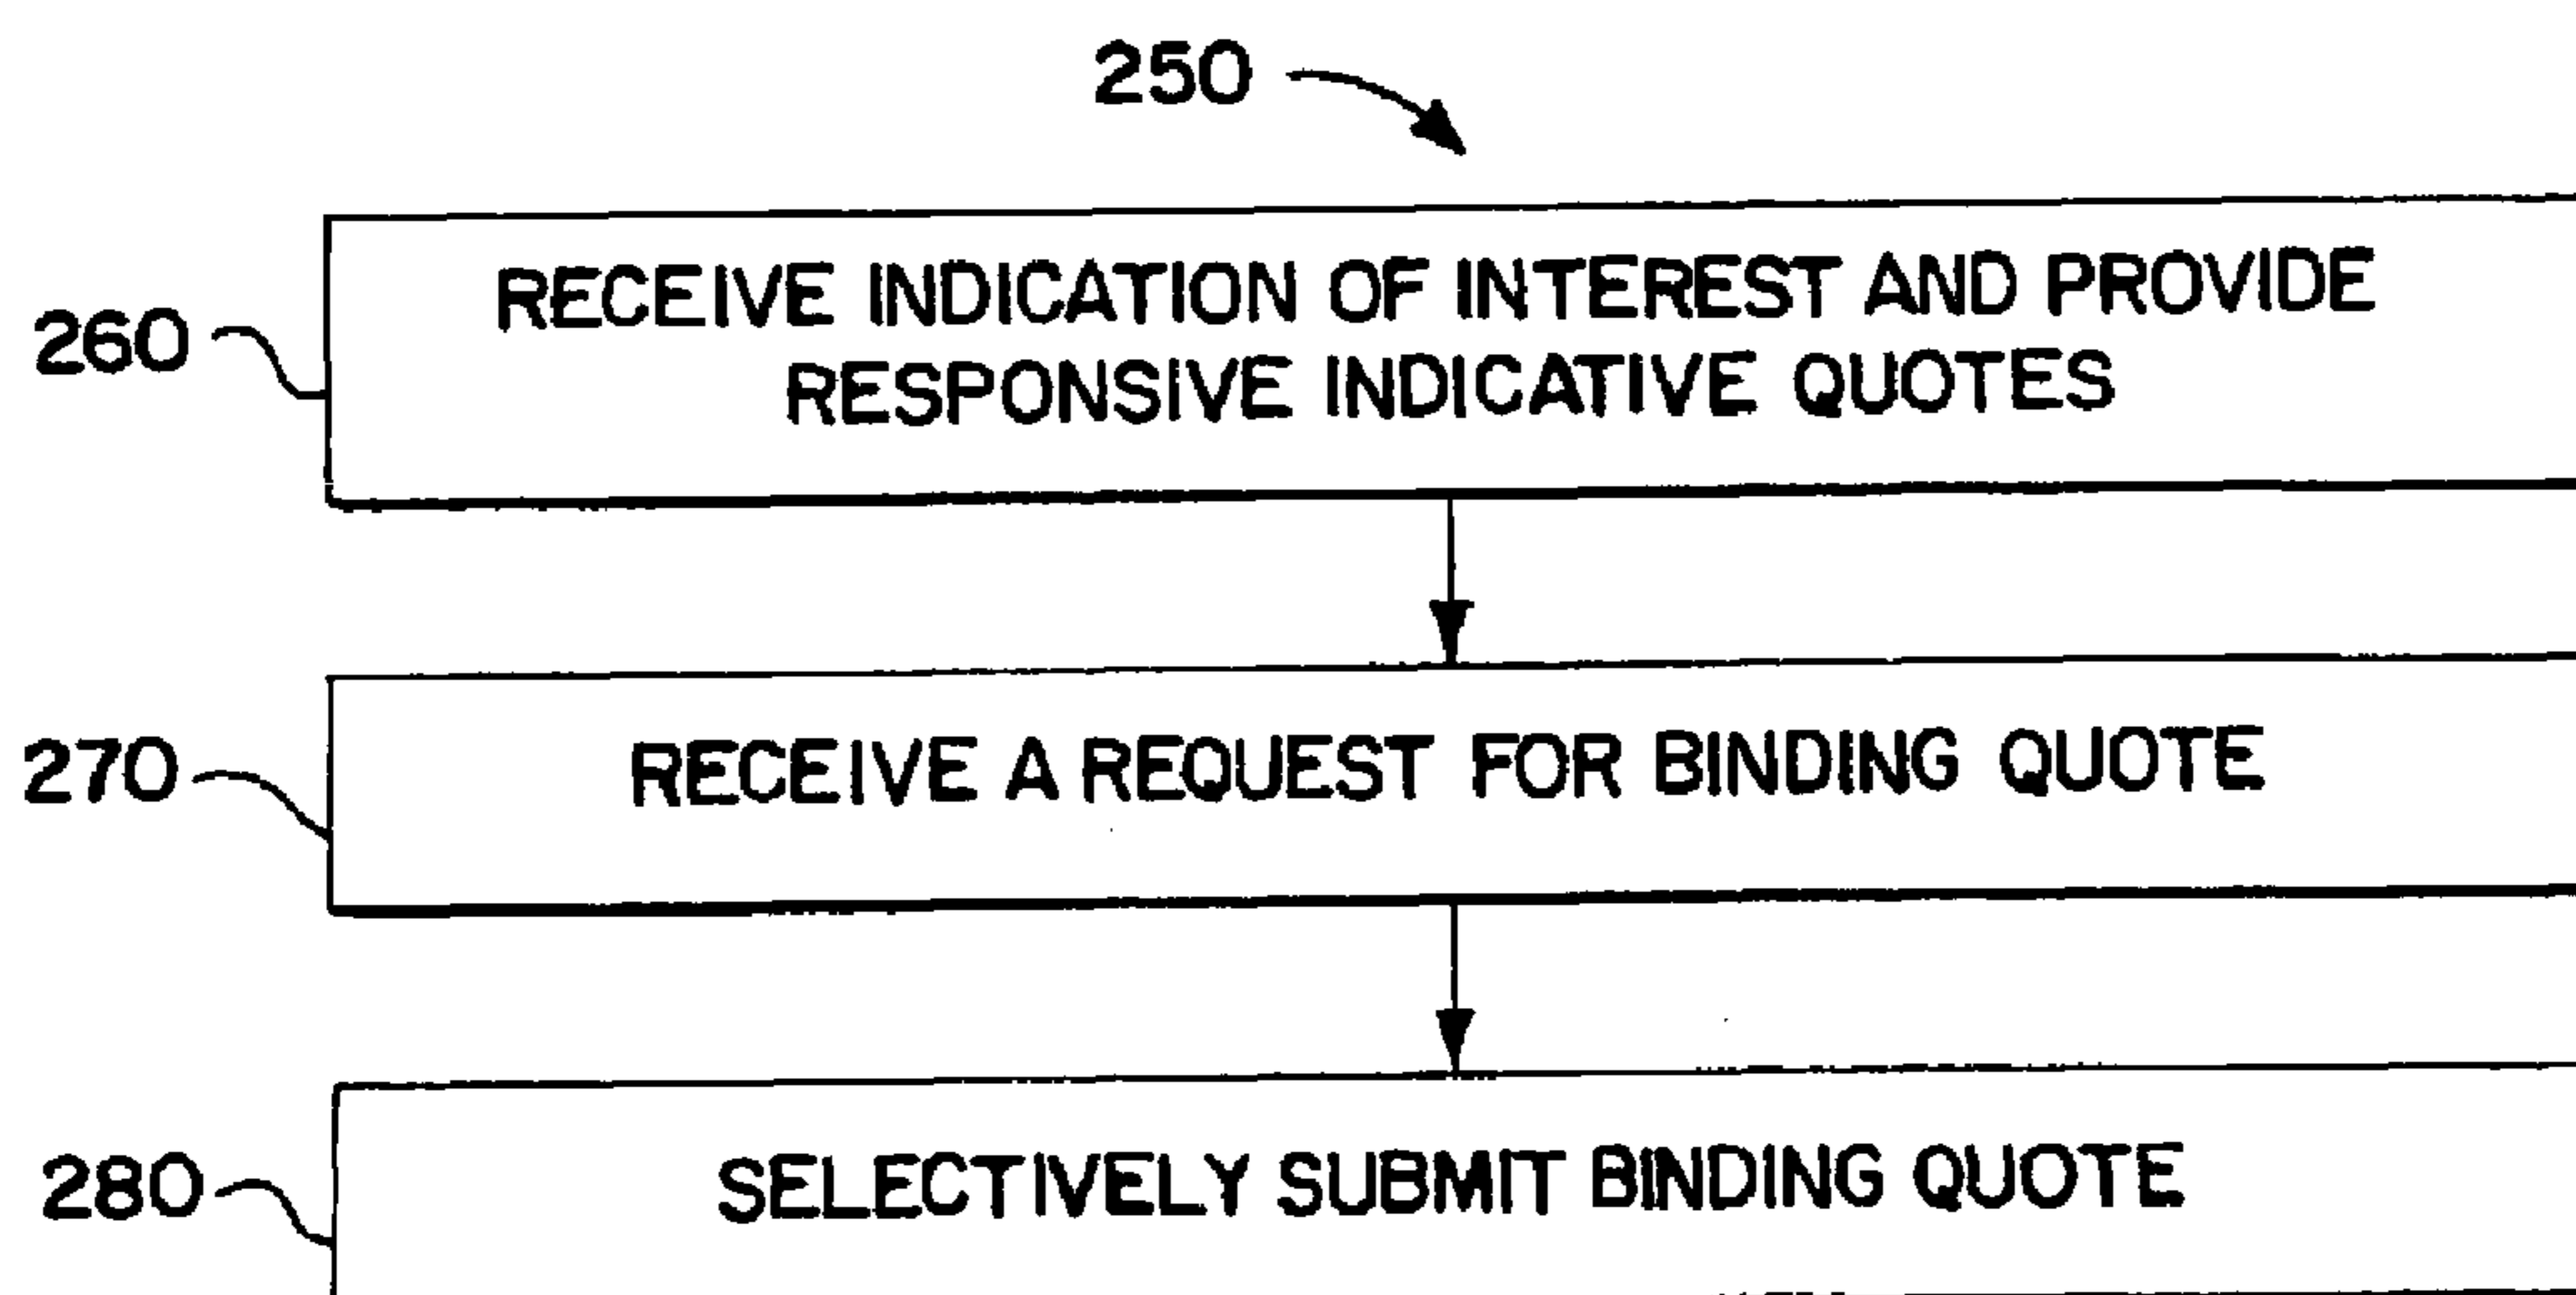 250
260
RECEIVE INDICATION OF INTEREST AND PROVIDE
RESPONSIVE INDICATIVE QUOTES
270
RECEIVE A REQUEST FOR BINDING QUOTE
280
SELECTIVELY SUBMIT BINDING QUOTE